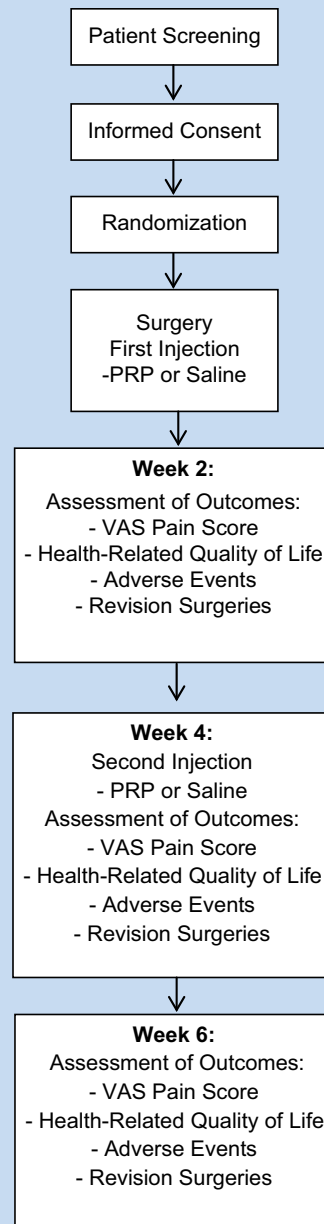 Patient Screening
Informed Consent
Randomization
Surgery
First Injection
-PRP or Saline
Week 2:
Assessment of Outcomes:
- VAS Pain Score
- Health-Related Quality of Life
- Adverse Events
- Revision Surgeries
Week 4:
Second Injection
- PRP or Saline
Assessment of Outcomes:
- VAS Pain Score
- Health-Related Quality of Life
- Adverse Events
- Revision Surgeries
Week 6:
Assessment of Outcomes:
- VAS Pain Score
- Health-Related Quality of Life
- Adverse Events
- Revision Surgeries